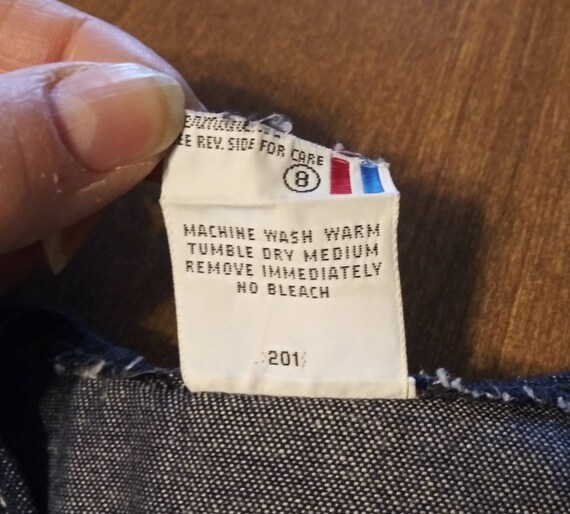 SEE REV. SIDE FOR CARE
8
MACHINE WASH WARM
TUMBLE DRY MEDIUM
REMOVE IMMEDIATELY
NO BLEACH
201